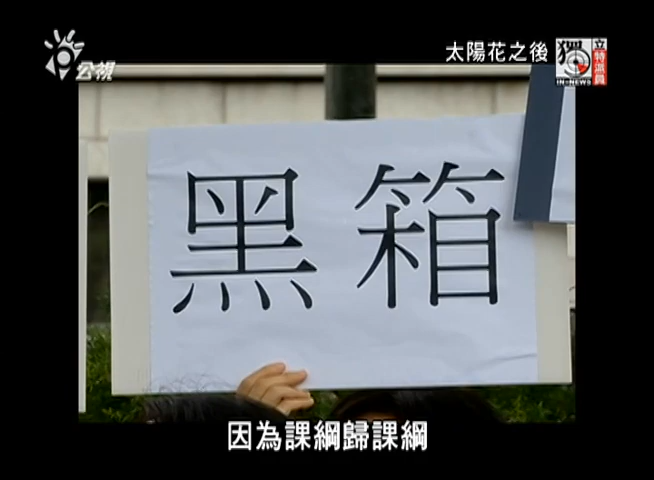 公視
太陽花之後
獨立特派員
IN-NEWS
黑箱
因為課綱歸課綱